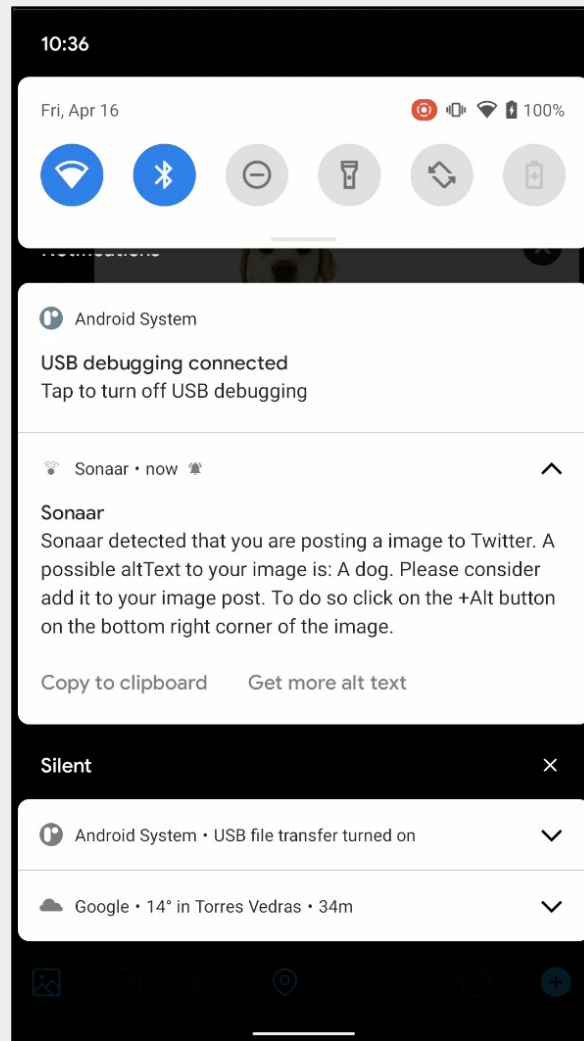 10:36
Fri, Apr 16
100%
Notifications
Android System
USB debugging connected
Tap to turn off USB debugging
Sonaar • now
Sonaar
Sonaar detected that you are posting a image to Twitter. A
possible altText to your image is: A dog. Please consider
add it to your image post. To do so click on the +Alt button
on the bottom right corner of the image.
Copy to clipboard Get more alt text
Silent
Android System • USB file transfer turned on
Google • 14° in Torres Vedras • 34m